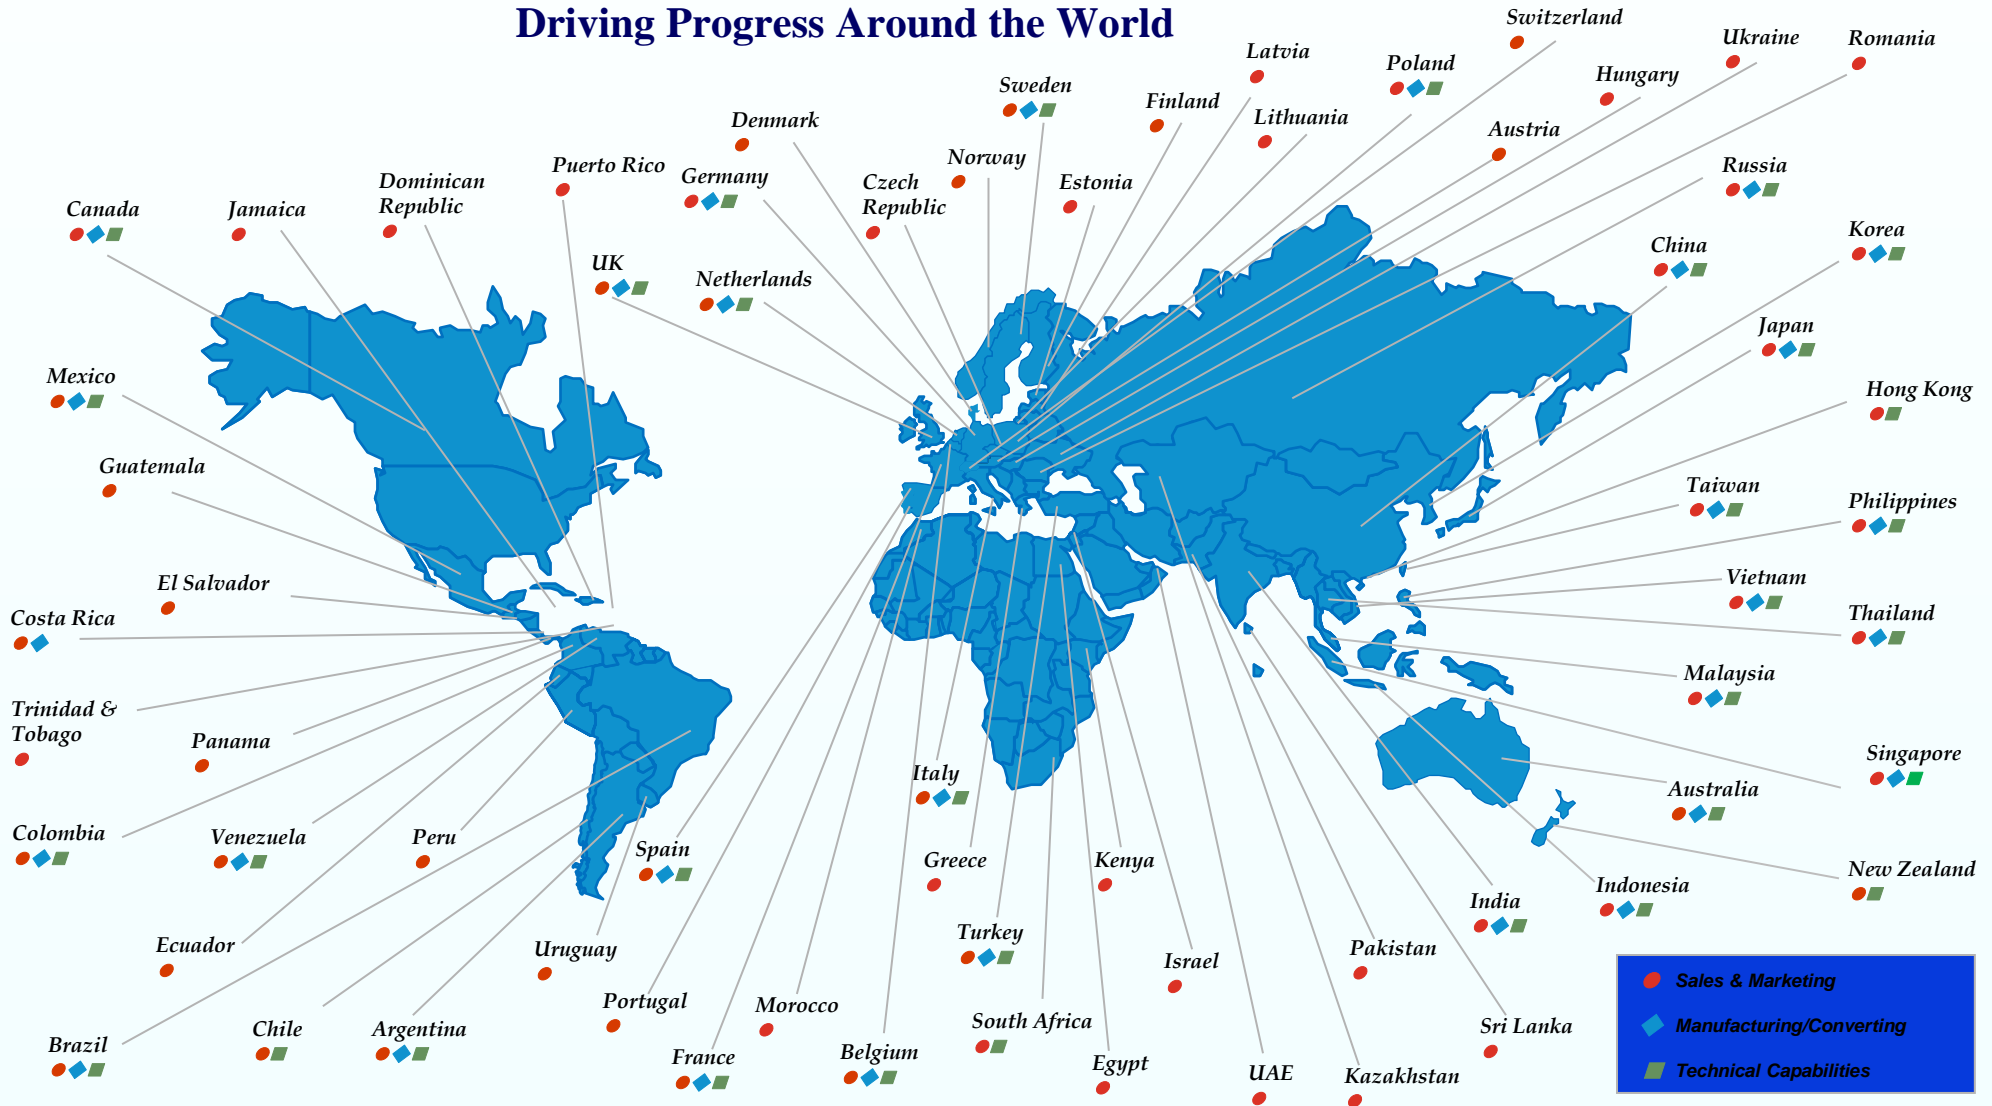 Driving Progress Around the World
Switzerland
Ukraine
Romania
Latvia
Poland
Hungary
Sweden
Finland
Lithuania
Austria
Denmark
Norway
Puerto Rico
Germany
Czech
Republic
Estonia
Russia
Dominican
Republic
Canada
Jamaica
Korea
China
UK
Netherlands
Japan
Mexico
Hong Kong
Guatemala
Taiwan
Philippines
El Salvador
Vietnam
Costa Rica
Thailand
Malaysia
Trinidad &
Tobago
Panama
Singapore
Italy
Australia
Colombia
Venezuela
Peru
Spain
Greece
Kenya
New Zealand
Indonesia
India
Ecuador
Uruguay
Turkey
Israel
Pakistan
Sales & Marketing
Portugal
Morocco
South Africa
Sri Lanka
Manufacturing/Converting
Brazil
Chile
Argentina
France
Belgium
Egypt
UAE
Kazakhstan
Technical Capabilities